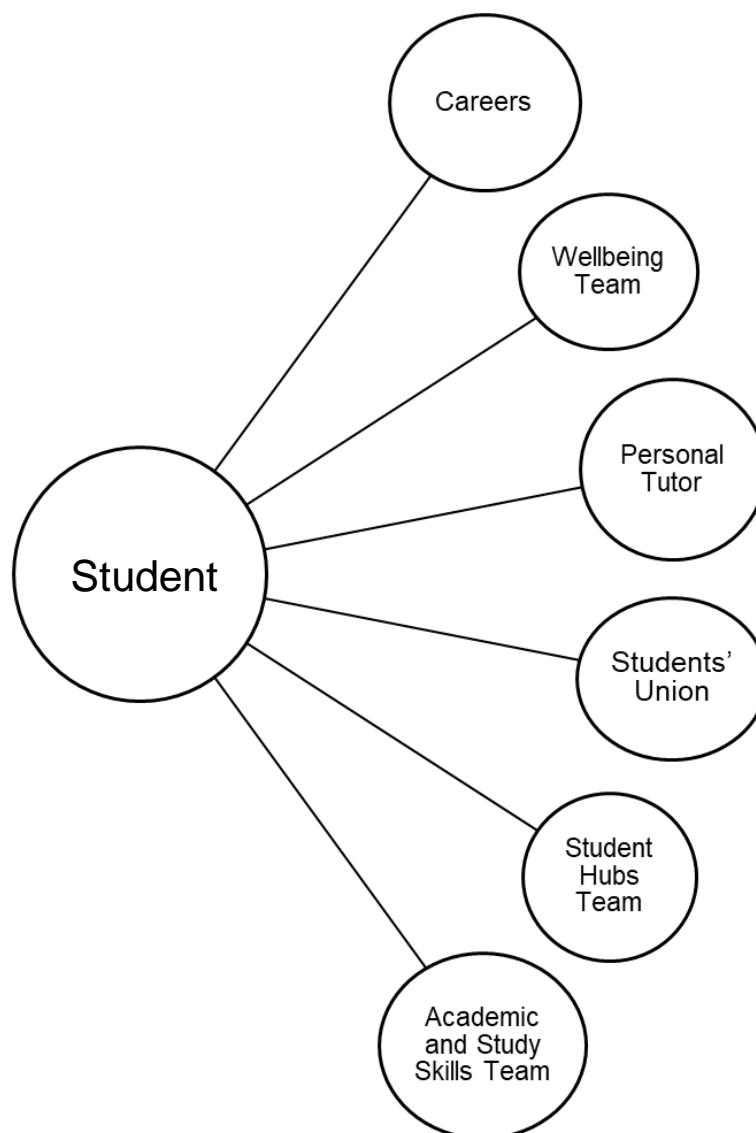 Careers
Wellbeing
Team
Personal
Tutor
Student
Students’
Union
Student
Hubs
Team
Academic
and Study
Skills Team